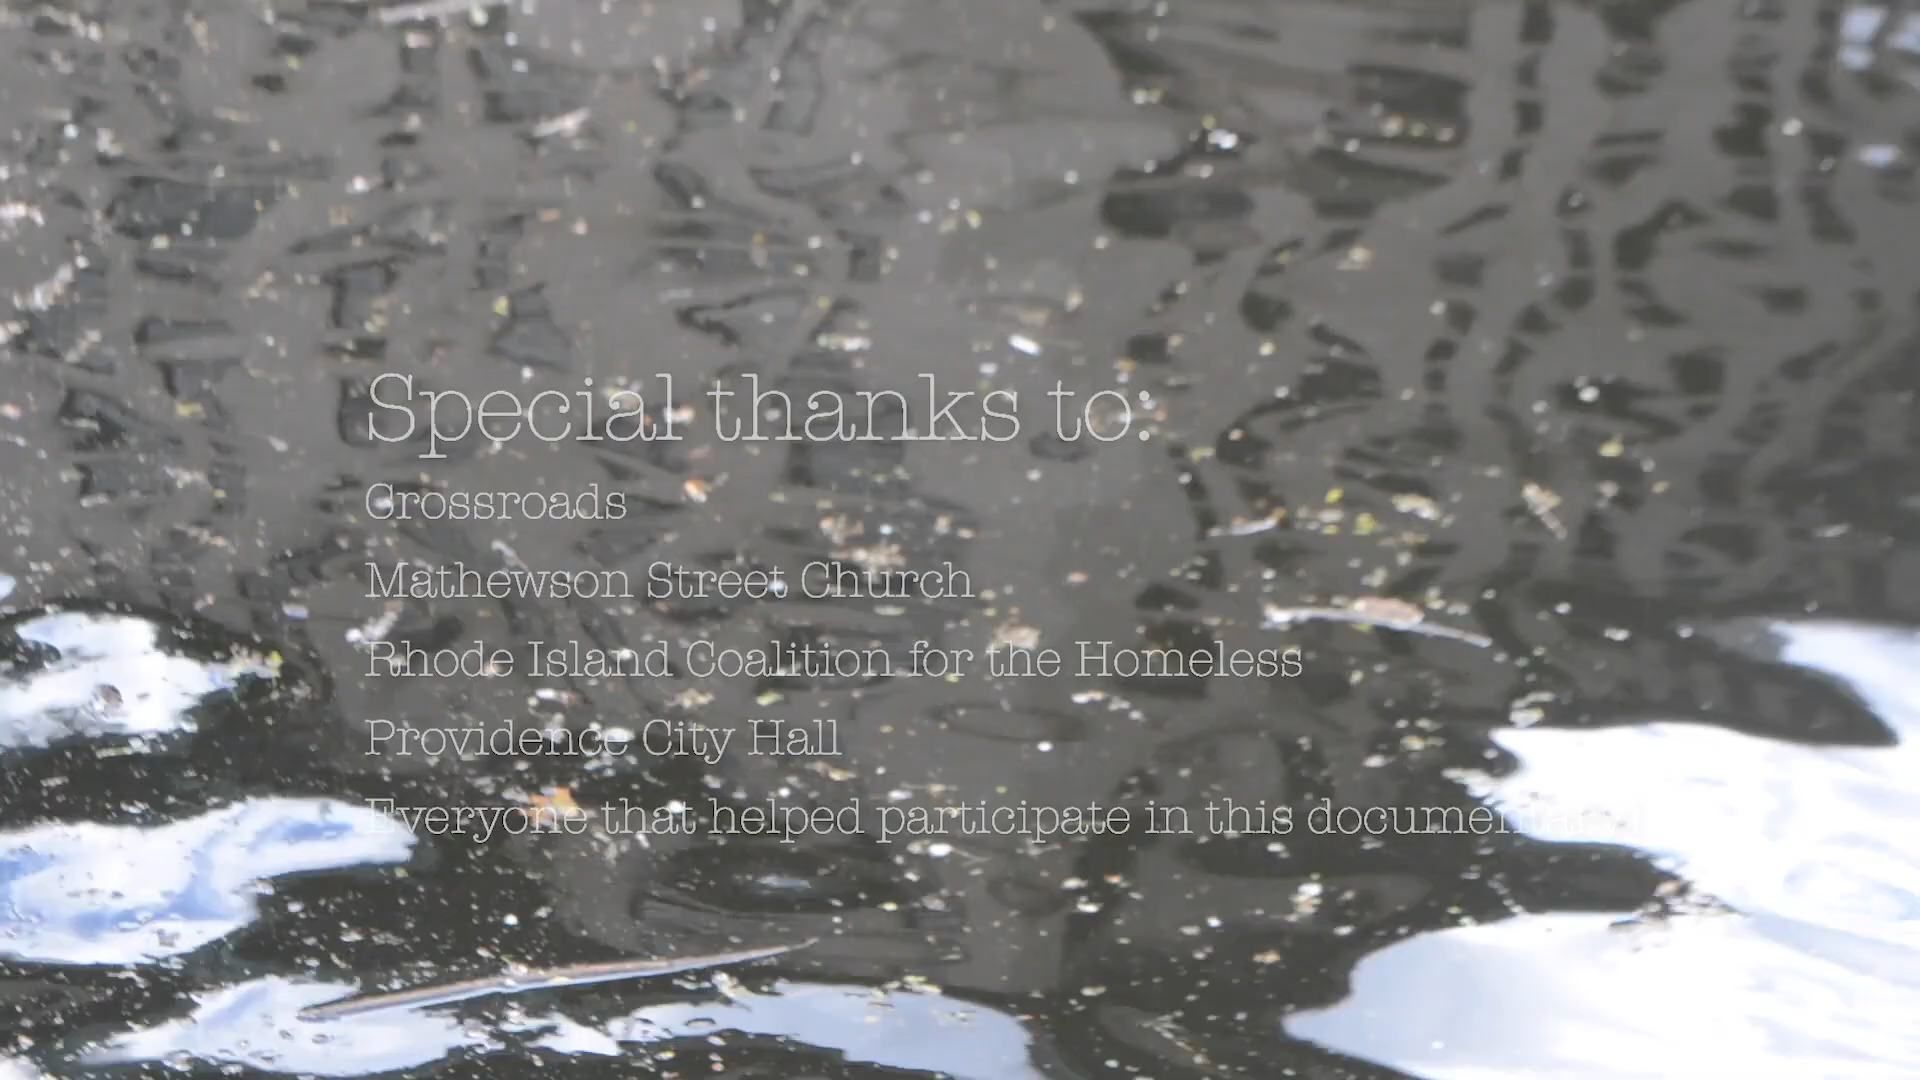 Special thanks to:
Crossroads
Mathewson Street Church
Rhode Island Coalition for the Homeless
Providence City Hall
Everyone that helped participate in this documentary!